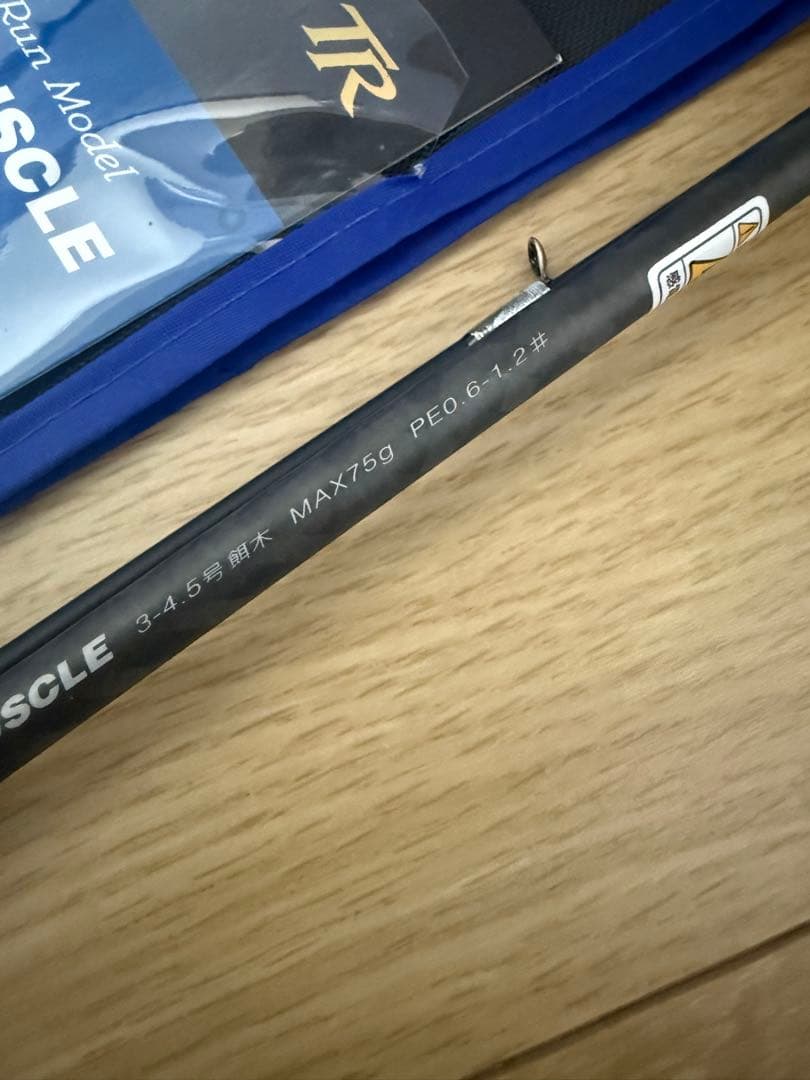 Run Model
SCLE
TR
SCLE 3-4.5号餌木 MAX75g PE0.6-1.2#